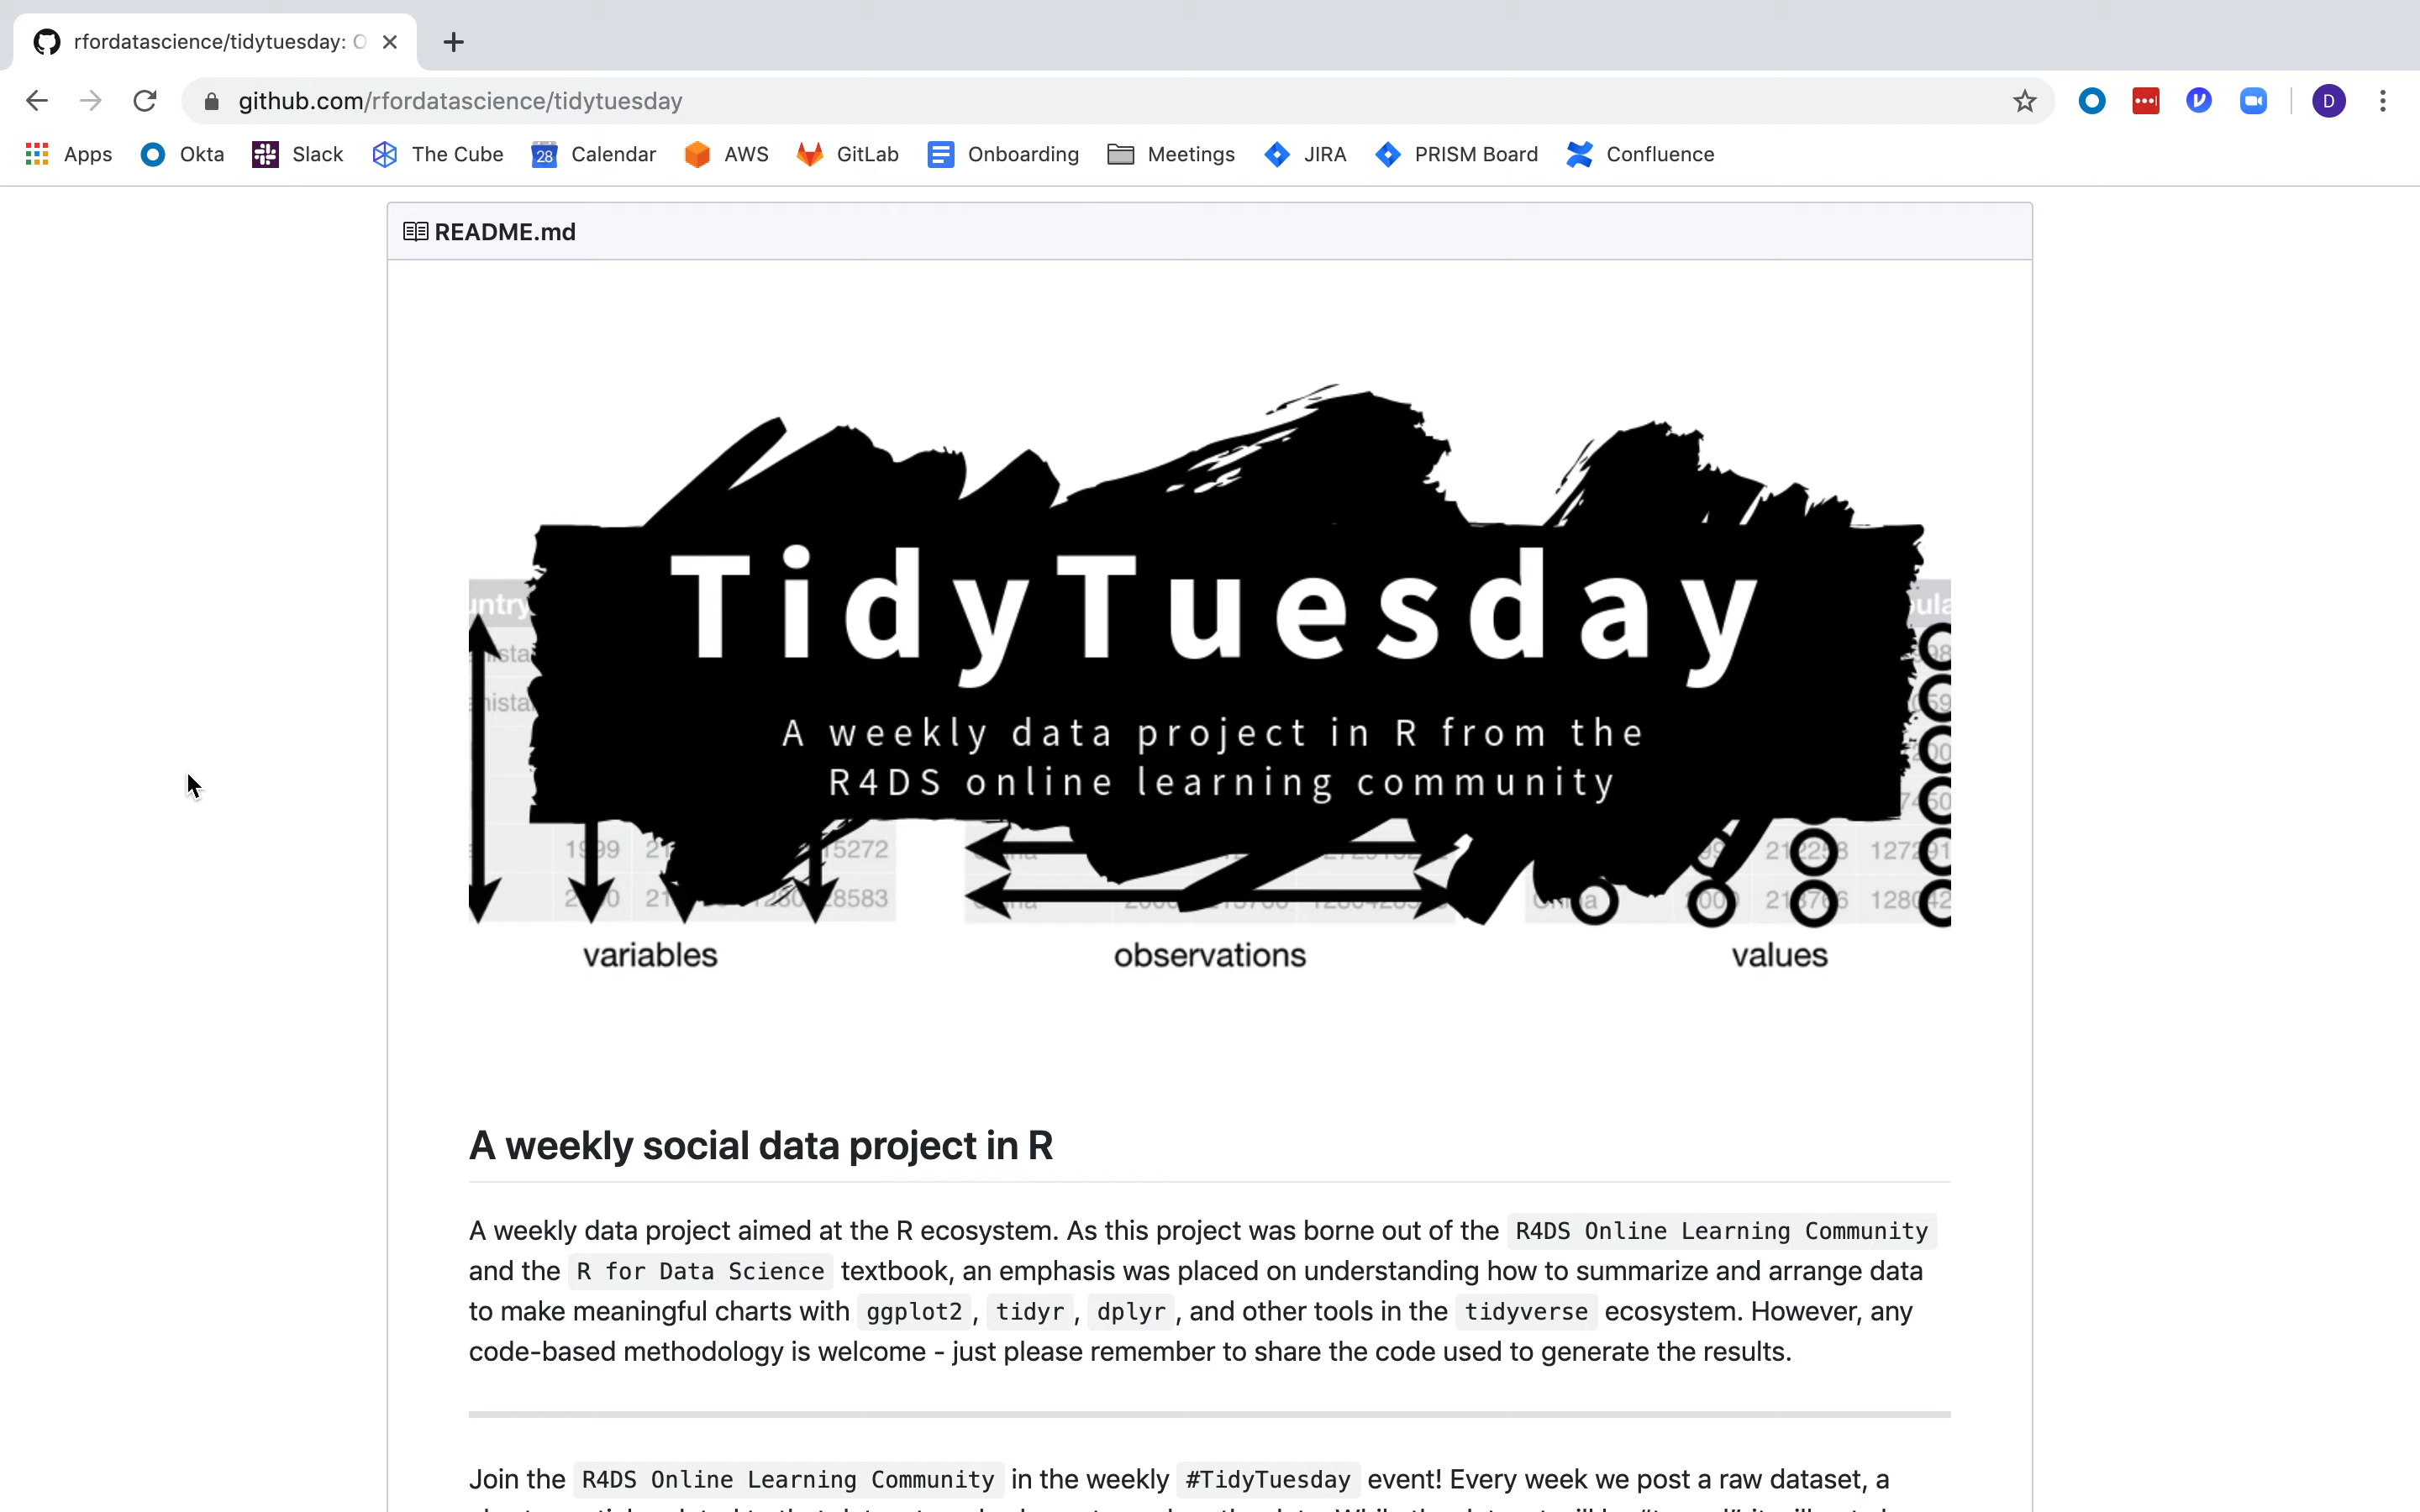 rfordatascience/tidytuesday:
github.com/rfordatascience/tidytuesday
D
Apps Okta Slack The Cube 28 Calendar AWS GitLab Onboarding Meetings JIRA PRISM Board Confluence
README.md
TidyTuesday
A weekly data project in R from the
R4DS online learning community
variables observations values
A weekly social data project in R
A weekly data project aimed at the R ecosystem. As this project was borne out of the R4DS Online Learning Community
and the R for Data Science textbook, an emphasis was placed on understanding how to summarize and arrange data
to make meaningful charts with ggplot2, tidyr, dplyr, and other tools in the tidyverse ecosystem. However, any
code-based methodology is welcome - just please remember to share the code used to generate the results.
Join the R4DS Online Learning Community in the weekly #TidyTuesday event! Every week we post a raw dataset, a